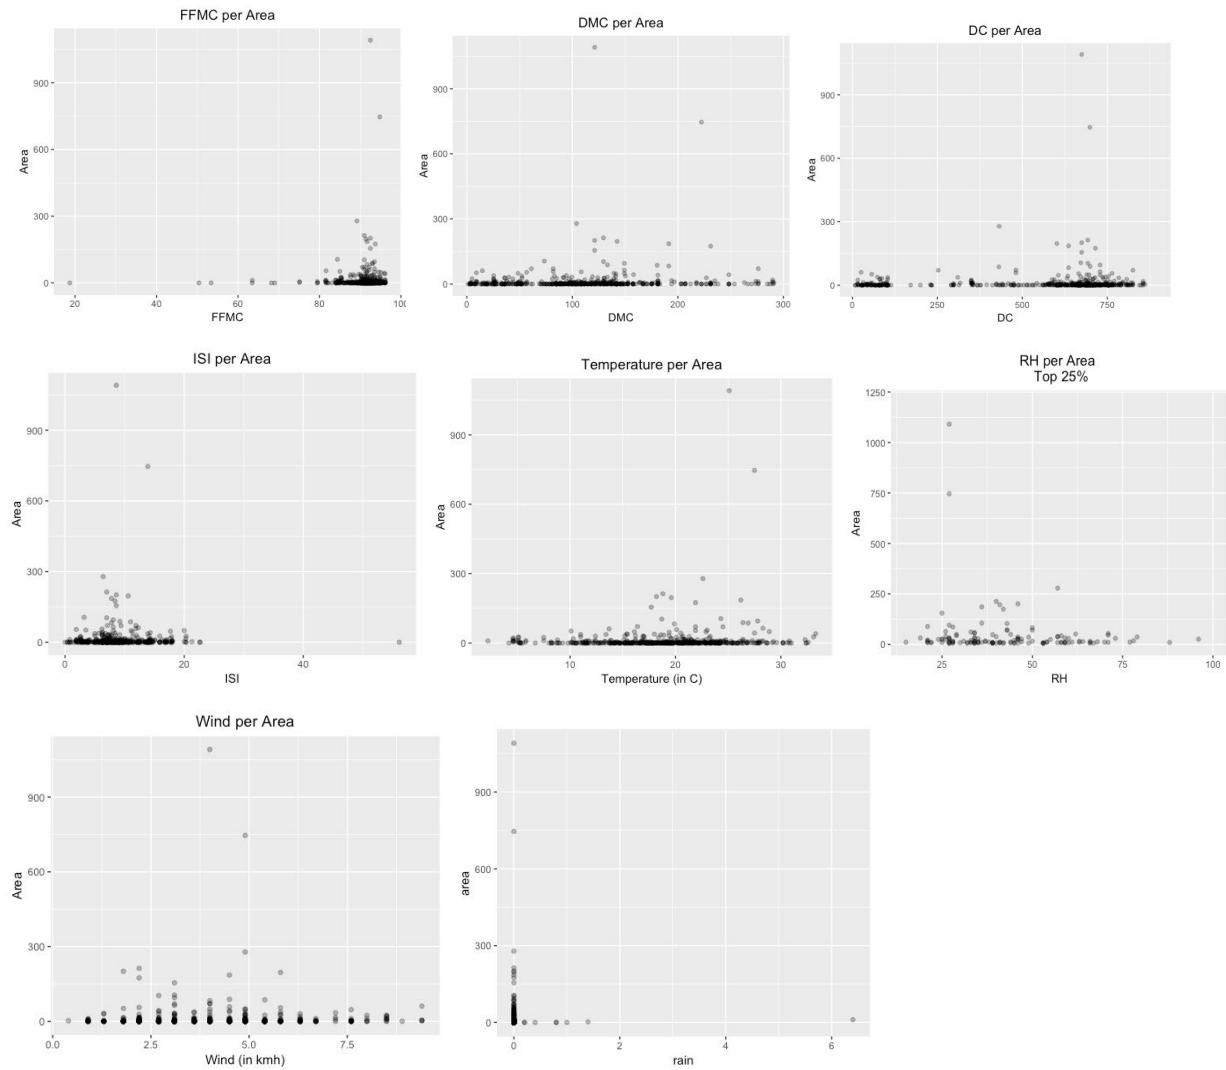 FFMC per Area
Area
900
600
300
0
20
40
60
80
100
FFMC
DMC per Area
Area
900
600
300
0
0
100
200
300
DMC
DC per Area
Area
900
600
300
0
0
250
500
750
DC
ISI per Area
Area
900
600
300
0
0
20
40
ISI
Temperature per Area
Area
900
600
300
0
10
20
30
Temperature (in C)
RH per Area
Top 25%
Area
1250
1000
750
500
250
0
25
50
75
100
RH
Wind per Area
Area
900
600
300
0
0.0
2.5
5.0
7.5
Wind (in kmh)
area
900
600
300
0
0
2
4
6
rain